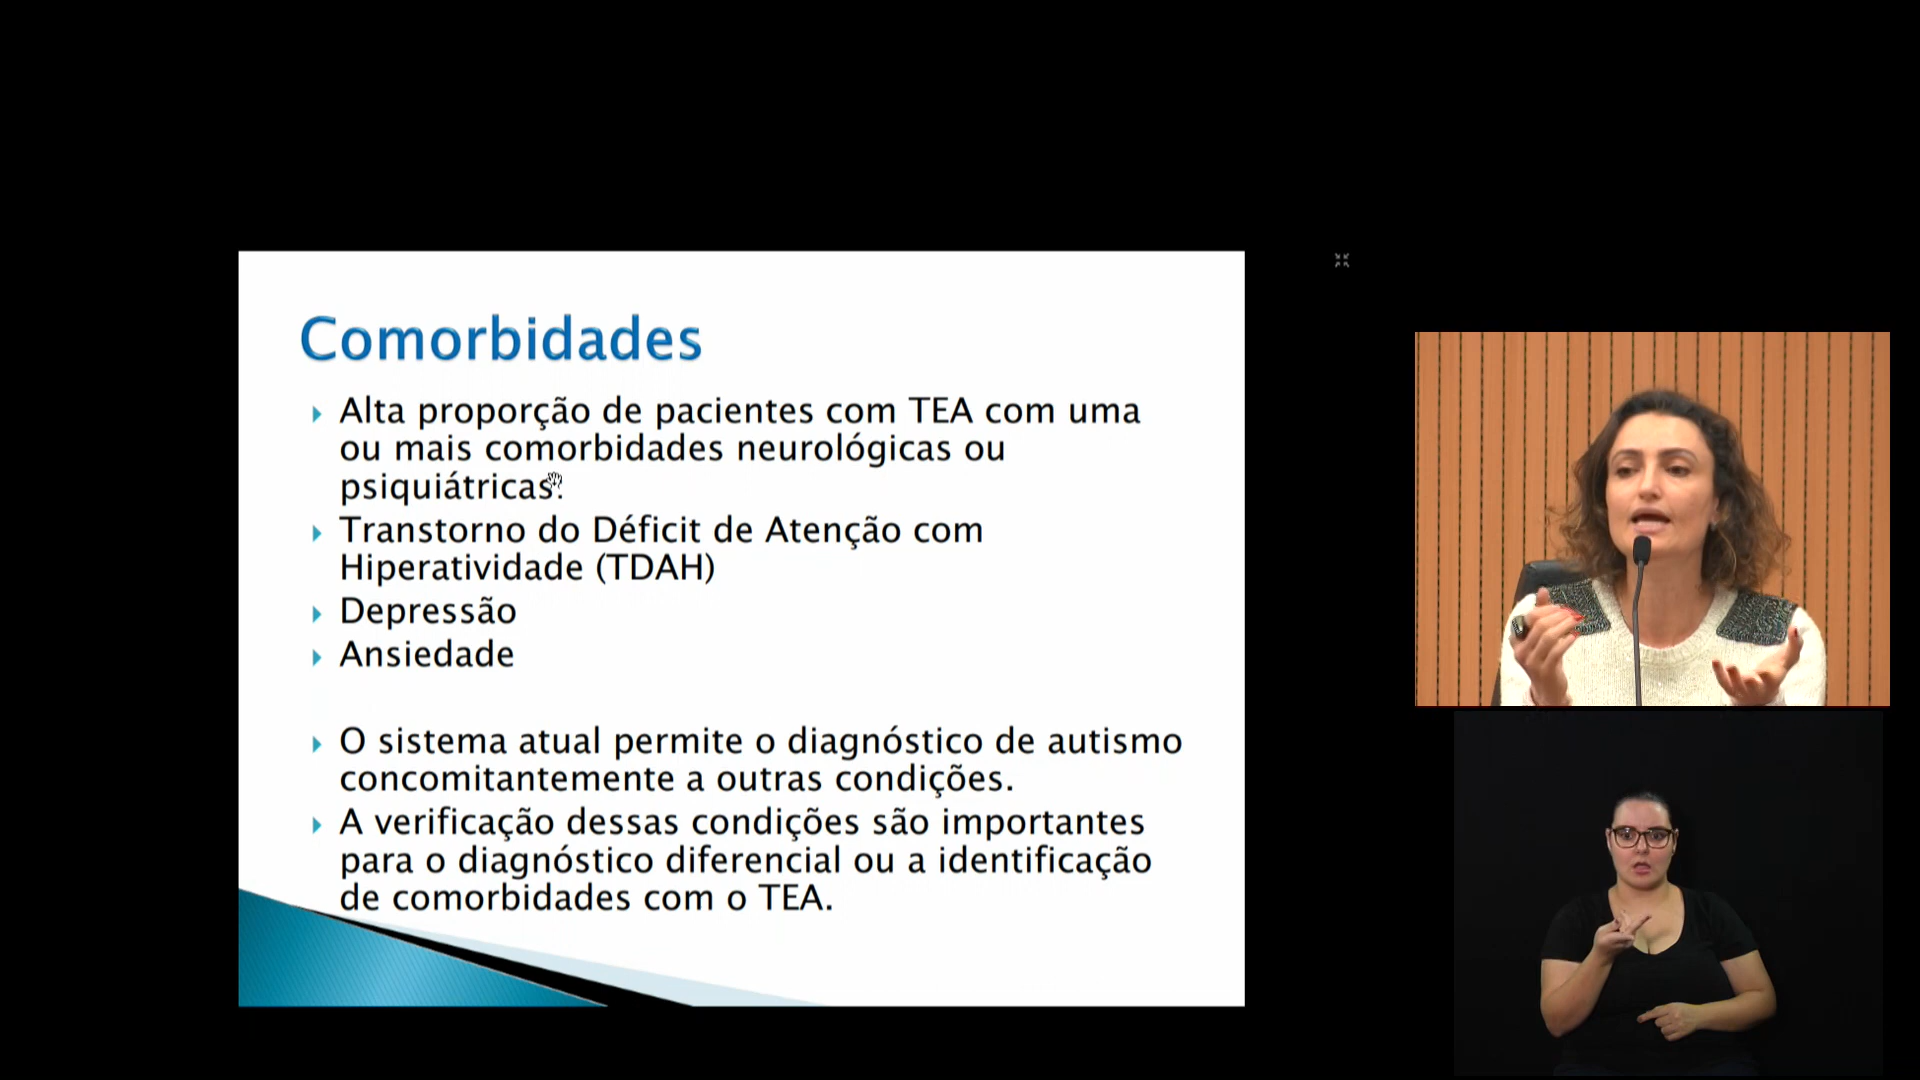 Comorbidades
Alta proporção de pacientes com TEA com uma
ou mais comorbidades neurológicas ou
psiquiátricas:
Transtorno do Déficit de Atenção com
Hiperatividade (TDAH)
Depressão
Ansiedade
O sistema atual permite o diagnóstico de autismo
concomitantemente a outras condições.
A verificação dessas condições são importantes
para o diagnóstico diferencial ou a identificação
de comorbidades com o TEA.